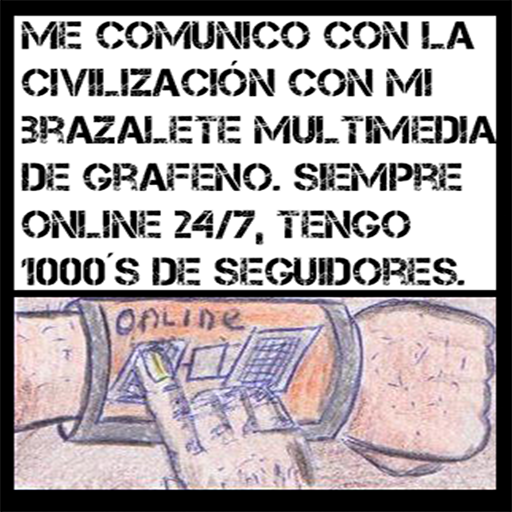 ME COMUNICO CON LA
CIVILIZACIÓN CON MI
BRAZALETE MULTIMEDIA
DE GRAFENO. SIEMPRE
ONLINE 24/7, TENGO
1000´S DE SEGUIDORES.
ONLINE